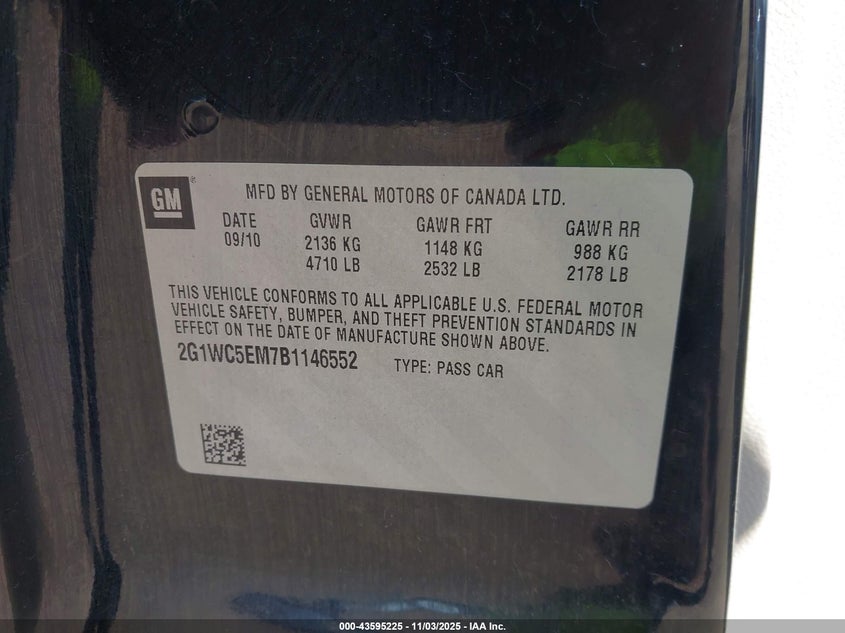 GM ®
MFD BY GENERAL MOTORS OF CANADA LTD.
DATE GVWR GAWR FRT GAWR RR
09/10 2136 KG 1148 KG 988 KG
4710 LB 2532 LB 2178 LB
THIS VEHICLE CONFORMS TO ALL APPLICABLE U.S. FEDERAL MOTOR
VEHICLE SAFETY, BUMPER, AND THEFT PREVENTION STANDARDS IN
EFFECT ON THE DATE OF MANUFACTURE SHOWN ABOVE.
2G1WC5EM7B1146552 TYPE: PASS CAR
000-43595225 - 11/03/2025 - IAA Inc.